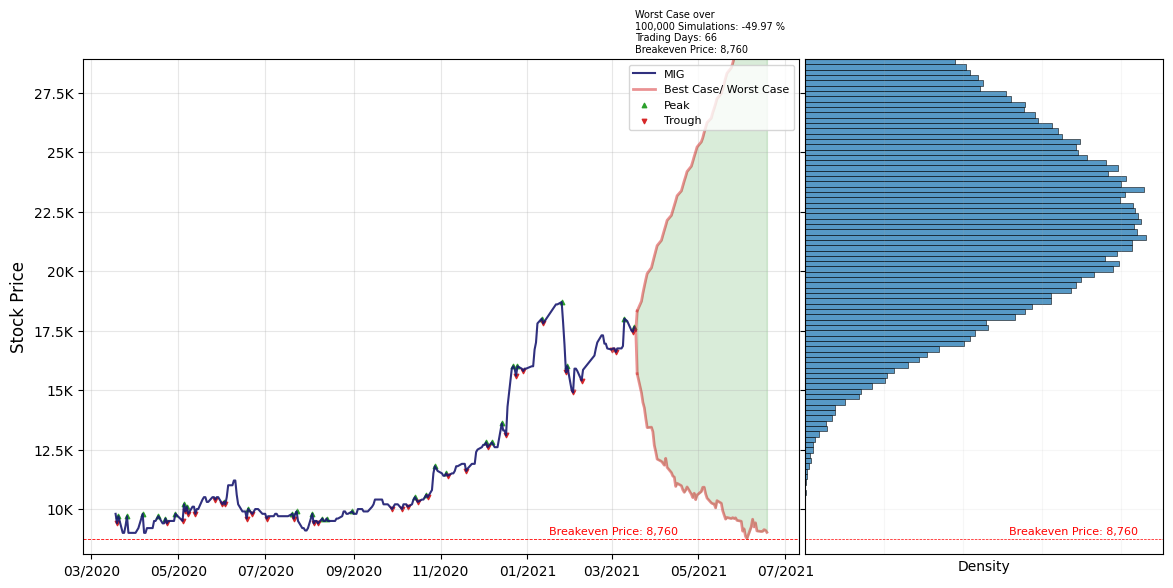 Worst Case over
100,000 Simulations: -49.97 %
Trading Days: 66
Breakeven Price: 8,760
MIG
Best Case/ Worst Case
Peak
Trough
Stock Price
27.5K
25K
22.5K
20K
17.5K
15K
12.5K
10K
Breakeven Price: 8,760
Breakeven Price: 8,760
03/2020
05/2020
07/2020
09/2020
11/2020
01/2021
03/2021
05/2021
07/2021
Density